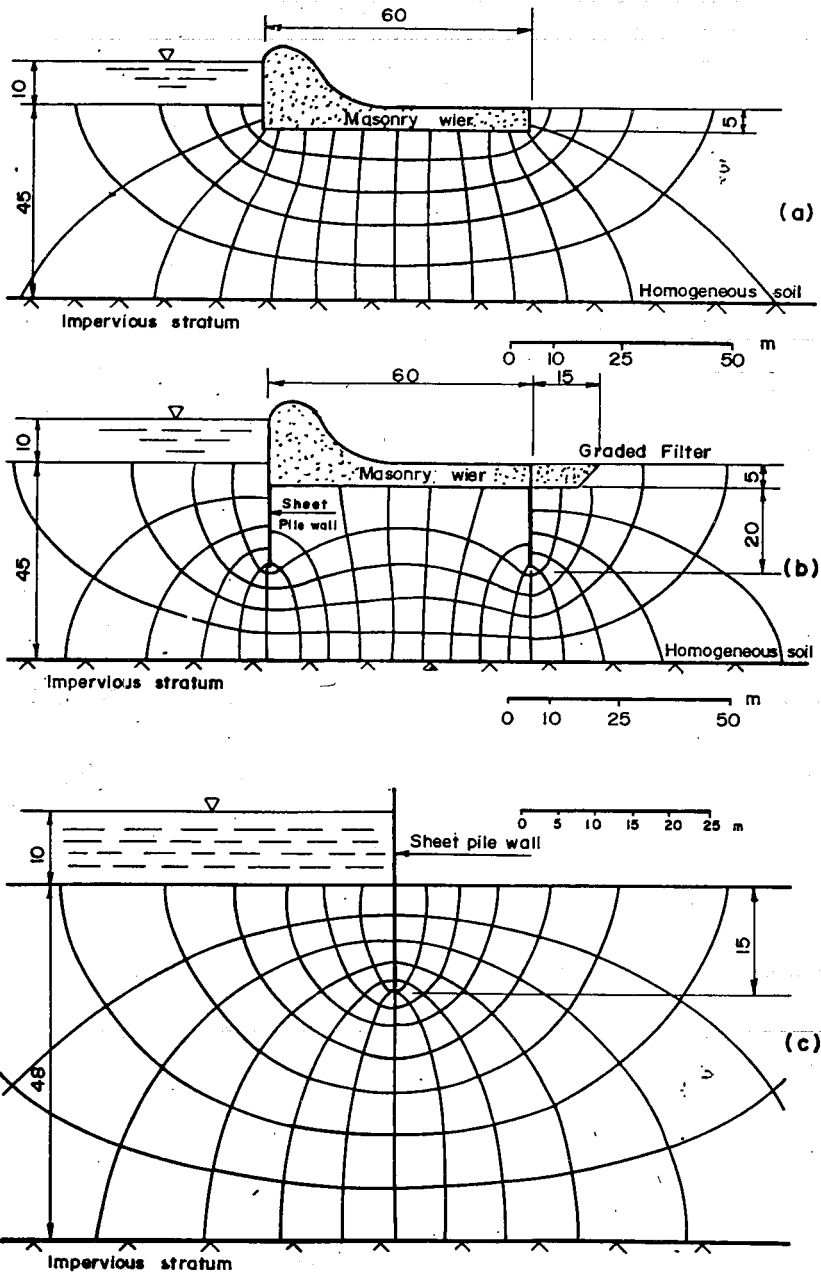 60
10
Masonry wier
5
45
(a)
Homogeneous soil
Impervious stratum
0 10 25 50 m
60
15
10
Graded Filter
Masonry wier
5
Sheet
Pile wall
20
45
(b)
Homogeneous soil
Impervious stratum
0 10 25 50 m
0 5 10 15 20 25 m
10
Sheet pile wall
15
(c)
48
Impervious stratum